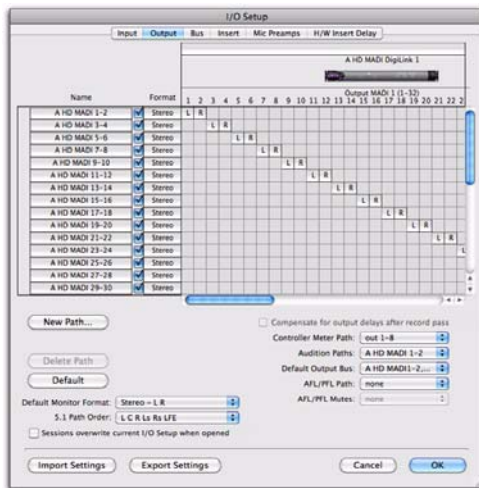 I/O Setup
Input Output Bus Insert Mic Preamps H/W Insert Delay
A HD MADI DigiLink 1
Output MADI 1 (1-32)
Name Format 1 2 3 4 5 6 7 8 9 10 11 12 13 14 15 16 17 18 19 20 21 22 2
A HD MADI 1-2 Stereo L R
A HD MADI 3-4 Stereo L R
A HD MADI 5-6 Stereo L R
A HD MADI 7-8 Stereo L R
A HD MADI 9-10 Stereo L R
A HD MADI 11-12 Stereo L R
A HD MADI 13-14 Stereo L R
A HD MADI 15-16 Stereo L R
A HD MADI 17-18 Stereo L R
A HD MADI 19-20 Stereo L R
A HD MADI 21-22 Stereo L R
A HD MADI 23-24 Stereo L
A HD MADI 25-26 Stereo
A HD MADI 27-28 Stereo
A HD MADI 29-30 Stereo
New Path...
Delete Path
Default
Compensate for output delays after record pass
Controller Meter Path: out 1-8
Audition Paths: A HD MADI 1-2
Default Output Bus: A HD MADI1-2,...
AFL/PFL Path: none
AFL/PFL Mutes: none
Default Monitor Format: Stereo - L R
5.1 Path Order: L C R Ls Rs LFE
Sessions overwrite current I/O Setup when opened
Import Settings Export Settings Cancel OK